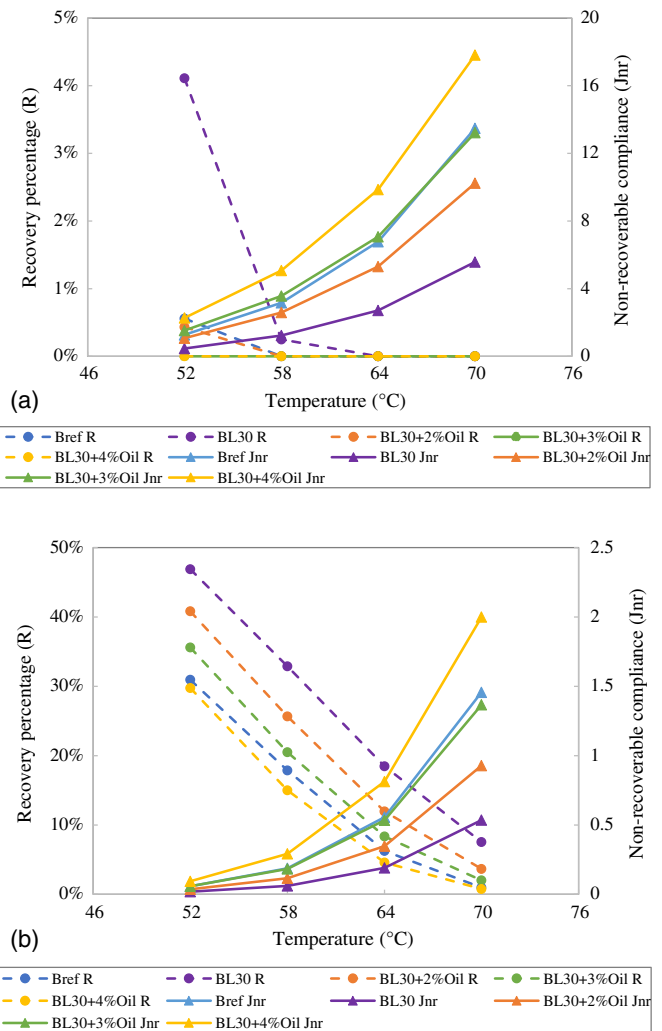 5%
4%
3%
2%
1%
0%
Recovery percentage (R)
20
16
12
8
4
0
Non-recoverable compliance (Jnr)
46 52 58 64 70 76
Temperature (°C)
(a)
Bref R BL30 R BL30+2%Oil R BL30+3%Oil R
BL30+4%Oil R Bref Jnr BL30 Jnr BL30+2%Oil Jnr
BL30+3%Oil Jnr BL30+4%Oil Jnr
50%
40%
30%
20%
10%
0%
Recovery percentage (R)
2.5
2
1.5
1
0.5
0
Non-recoverable compliance (Jnr)
46 52 58 64 70 76
Temperature (°C)
(b)
Bref R BL30 R BL30+2%Oil R BL30+3%Oil R
BL30+4%Oil R Bref Jnr BL30 Jnr BL30+2%Oil Jnr
BL30+3%Oil Jnr BL30+4%Oil Jnr